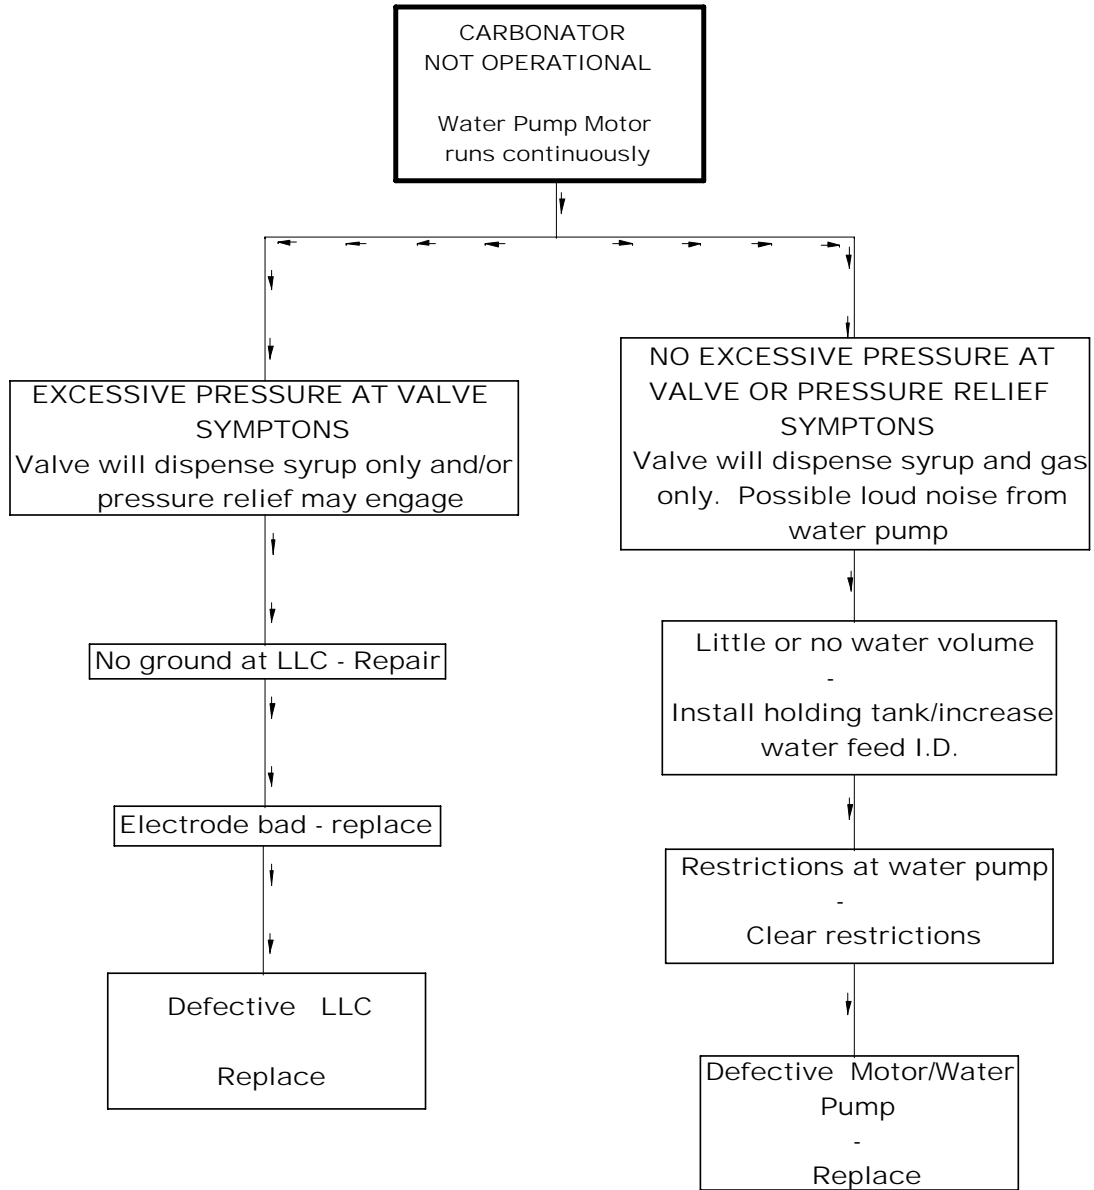 CARBONATOR
NOT OPERATIONAL
Water Pump Motor
runs continuously
EXCESSIVE PRESSURE AT VALVE
SYMPTONS
Valve will dispense syrup only and/or
pressure relief may engage
No ground at LLC - Repair
Electrode bad - replace
Defective LLC
Replace
NO EXCESSIVE PRESSURE AT
VALVE OR PRESSURE RELIEF
SYMPTONS
Valve will dispense syrup and gas
only. Possible loud noise from
water pump
Little or no water volume
-
Install holding tank/increase
water feed I.D.
Restrictions at water pump
-
Clear restrictions
Defective Motor/Water
Pump
-
Replace